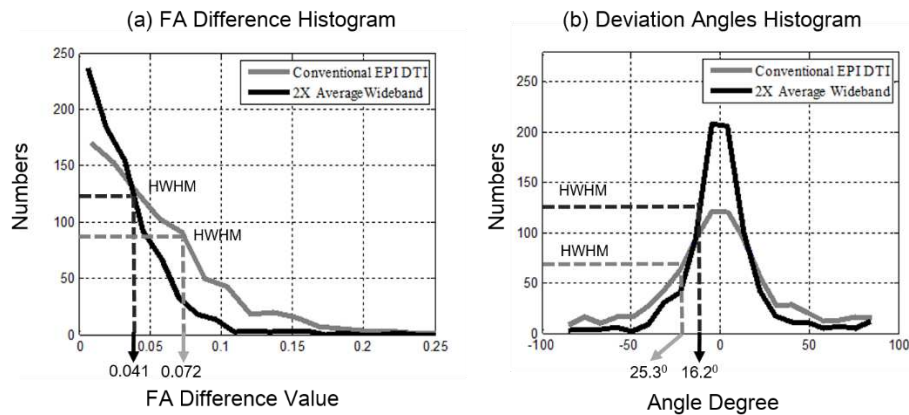 (a) FA Difference Histogram
Numbers
250
200
150
100
50
0
0
0.05
0.1
0.15
0.2
0.25
Conventional EPI DTI
2X Average Wideband
HWHM
HWHM
0.041
0.072
FA Difference Value
(b) Deviation Angles Histogram
Numbers
250
200
150
100
50
0
-100
-50
0
50
100
Conventional EPI DTI
2X Average Wideband
HWHM
HWHM
25.3⁰
16.2⁰
Angle Degree